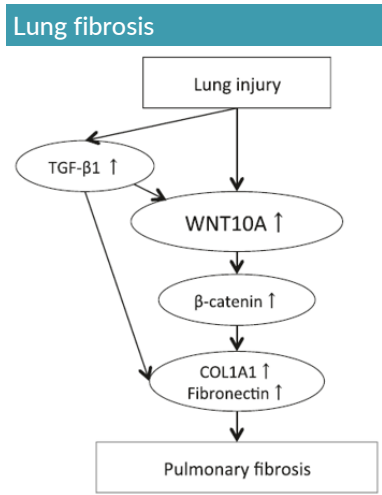 Lung fibrosis
Lung injury
TGF-β1 ↑
WNT10A ↑
β-catenin ↑
COL1A1 ↑
Fibronectin ↑
Pulmonary fibrosis